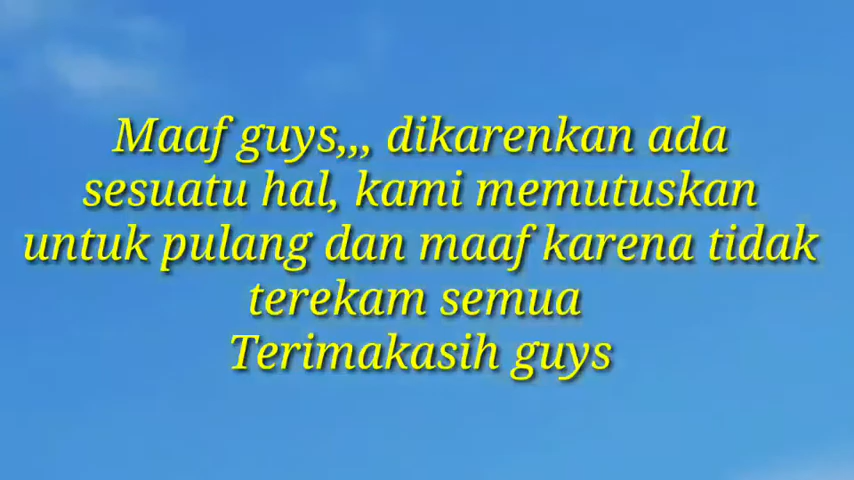 Maaf guys,,, dikarenkan ada
sesuatu hal, kami memutuskan
untuk pulang dan maaf karena tidak
terekam semua
Terimakasih guys